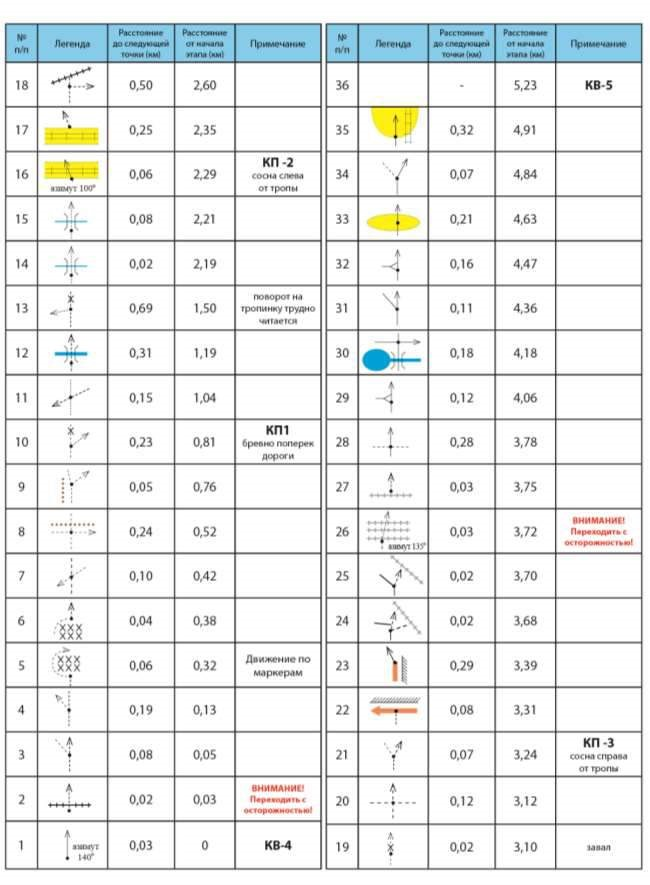 № п/п Легенда Расстояние до следующей точки (км) Расстояние от начала этапа (км) Примечание
18 0,50 2,60
17 0,25 2,35
16 азимут 100° 0,06 2,29 КП -2 сосна слева от тропы
15 0,08 2,21
14 0,02 2,19
13 0,69 1,50 поворот на тропинку трудно читается
12 0,31 1,19
11 0,15 1,04
10 0,23 0,81 КП1 бревно поперек дороги
9 0,05 0,76
8 0,24 0,52
7 0,10 0,42
6 0,04 0,38
5 0,06 0,32 Движение по маркерам
4 0,19 0,13
3 0,08 0,05
2 0,02 0,03 ВНИМАНИЕ! Переходить с осторожностью!
1 азимут 140° 0,03 0 КВ-4
№ п/п Легенда Расстояние до следующей точки (км) Расстояние от начала этапа (км) Примечание
36 - 5,23 КВ-5
35 0,32 4,91
34 0,07 4,84
33 0,21 4,63
32 0,16 4,47
31 0,11 4,36
30 0,18 4,18
29 0,12 4,06
28 0,28 3,78
27 0,03 3,75
26 азимут 135° 0,03 3,72 ВНИМАНИЕ! Переходить с осторожностью!
25 0,02 3,70
24 0,02 3,68
23 0,29 3,39
22 0,08 3,31
21 0,07 3,24 КП -3 сосна справа от тропы
20 0,12 3,12
19 0,02 3,10 завал